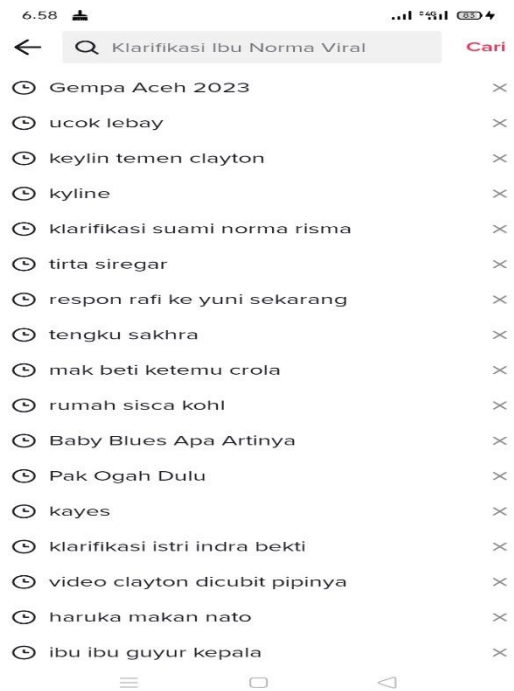 6.58
4G
83
Klarifikasi Ibu Norma Viral
Cari
Gempa Aceh 2023
ucok lebay
keylin temen clayton
kyline
klarifikasi suami norma risma
tirta siregar
respon rafi ke yuni sekarang
tengku sakhra
mak beti ketemu crola
rumah sisca kohl
Baby Blues Apa Artinya
Pak Ogah Dulu
kayes
klarifikasi istri indra bekti
video clayton dicubit pipinya
haruka makan nato
ibu ibu guyur kepala